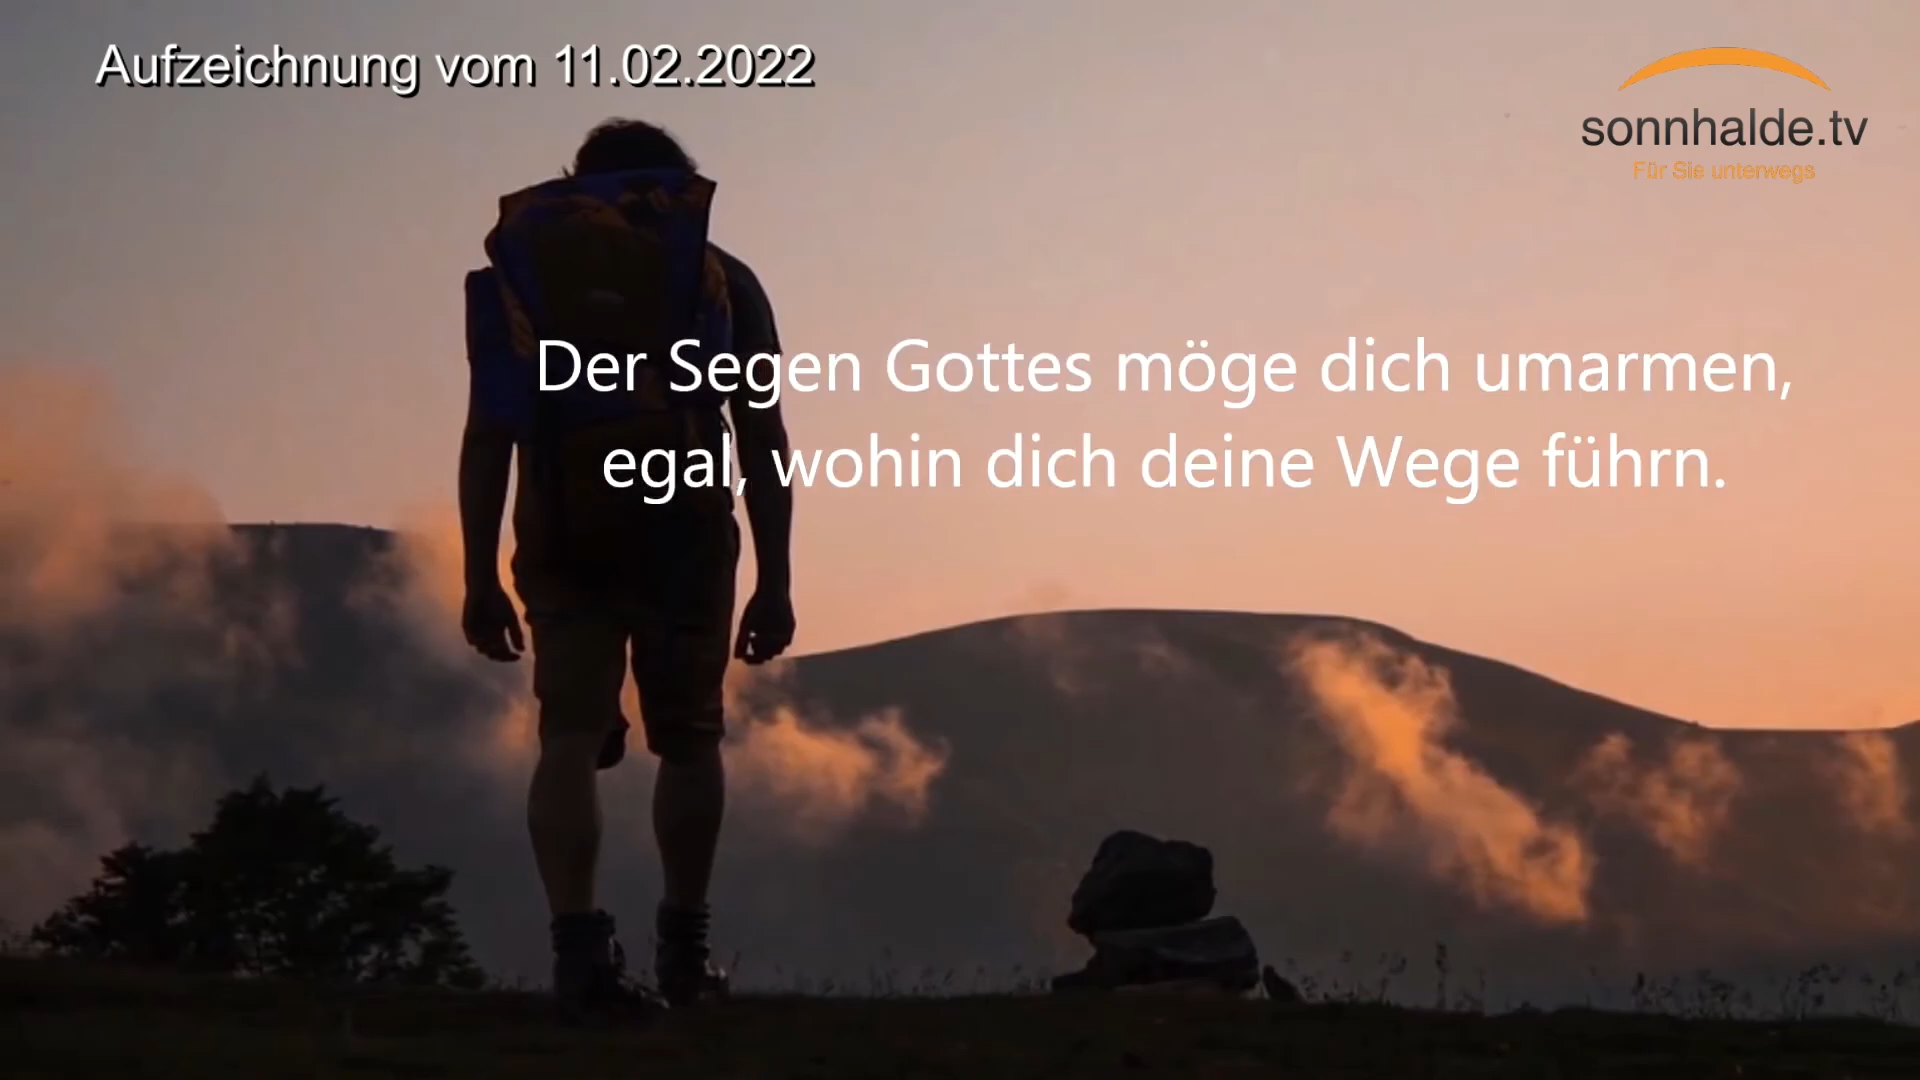 Aufzeichnung vom 11.02.2022
sonnhalde.tv
Für Sie unterwegs
Der Segen Gottes möge dich umarmen,
egal, wohin dich deine Wege führn.